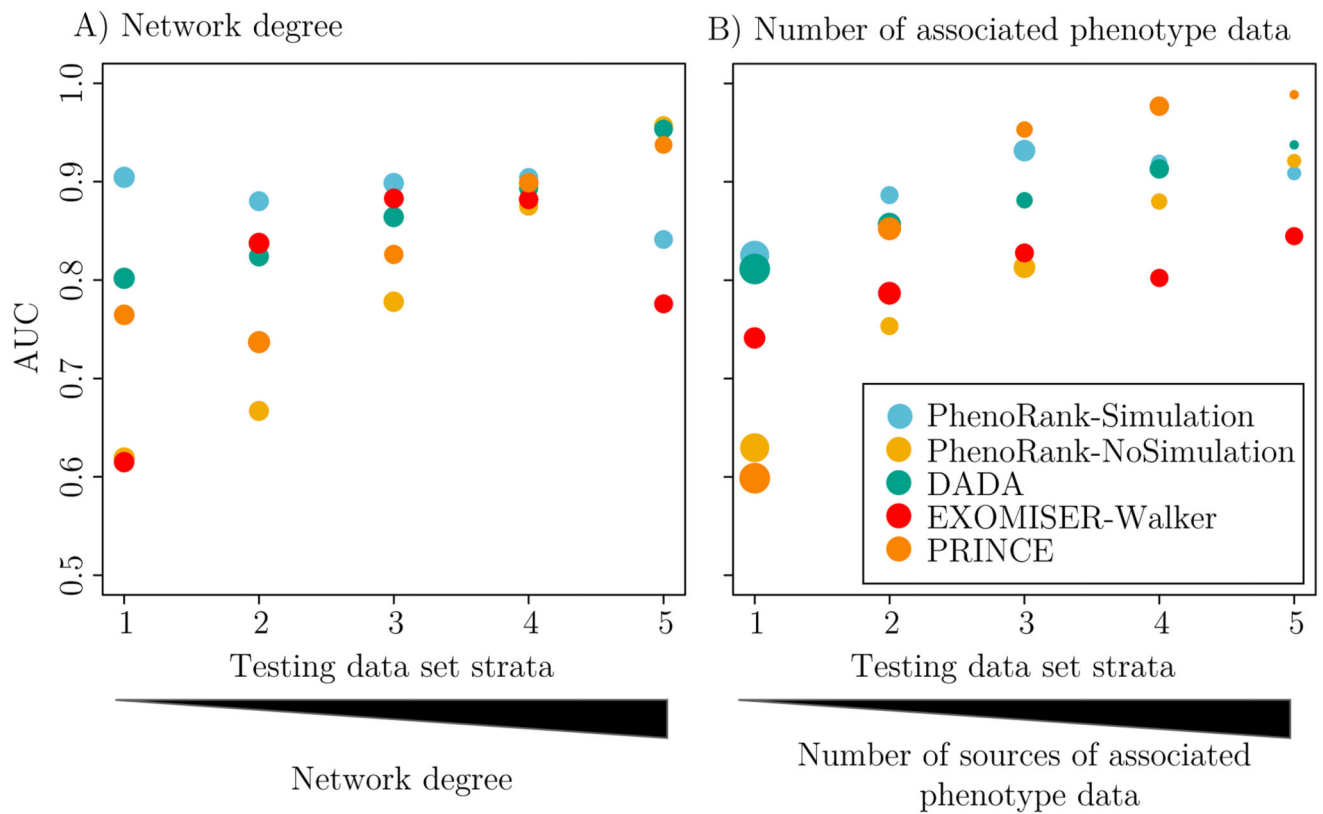 A) Network degree
B) Number of associated phenotype data
AUC
1.0
0.9
0.8
0.7
0.6
0.5
1 2 3 4 5
Testing data set strata
Network degree
PhenoRank-Simulation
PhenoRank-NoSimulation
DADA
EXOMISER-Walker
PRINCE
1 2 3 4 5
Testing data set strata
Number of sources of associated
phenotype data